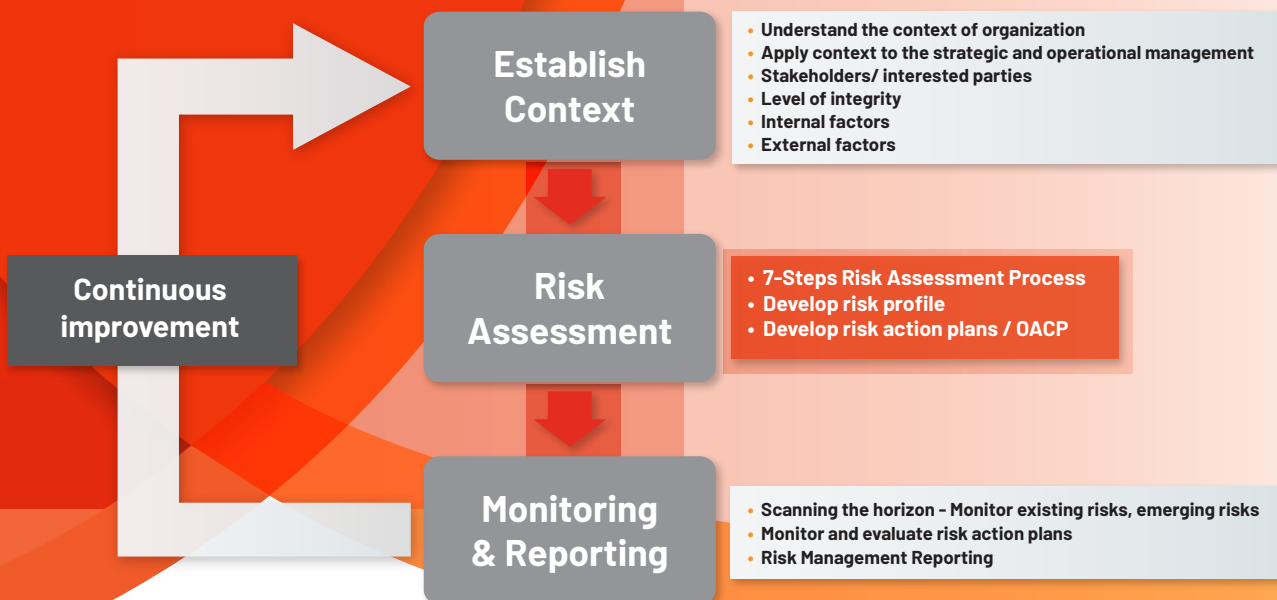 Establish
Context
• Understand the context of organization
• Apply context to the strategic and operational management
• Stakeholders/ interested parties
• Level of integrity
• Internal factors
• External factors
Continuous
improvement
Risk
Assessment
• 7-Steps Risk Assessment Process
• Develop risk profile
• Develop risk action plans / OACP
Monitoring
& Reporting
• Scanning the horizon - Monitor existing risks, emerging risks
• Monitor and evaluate risk action plans
• Risk Management Reporting